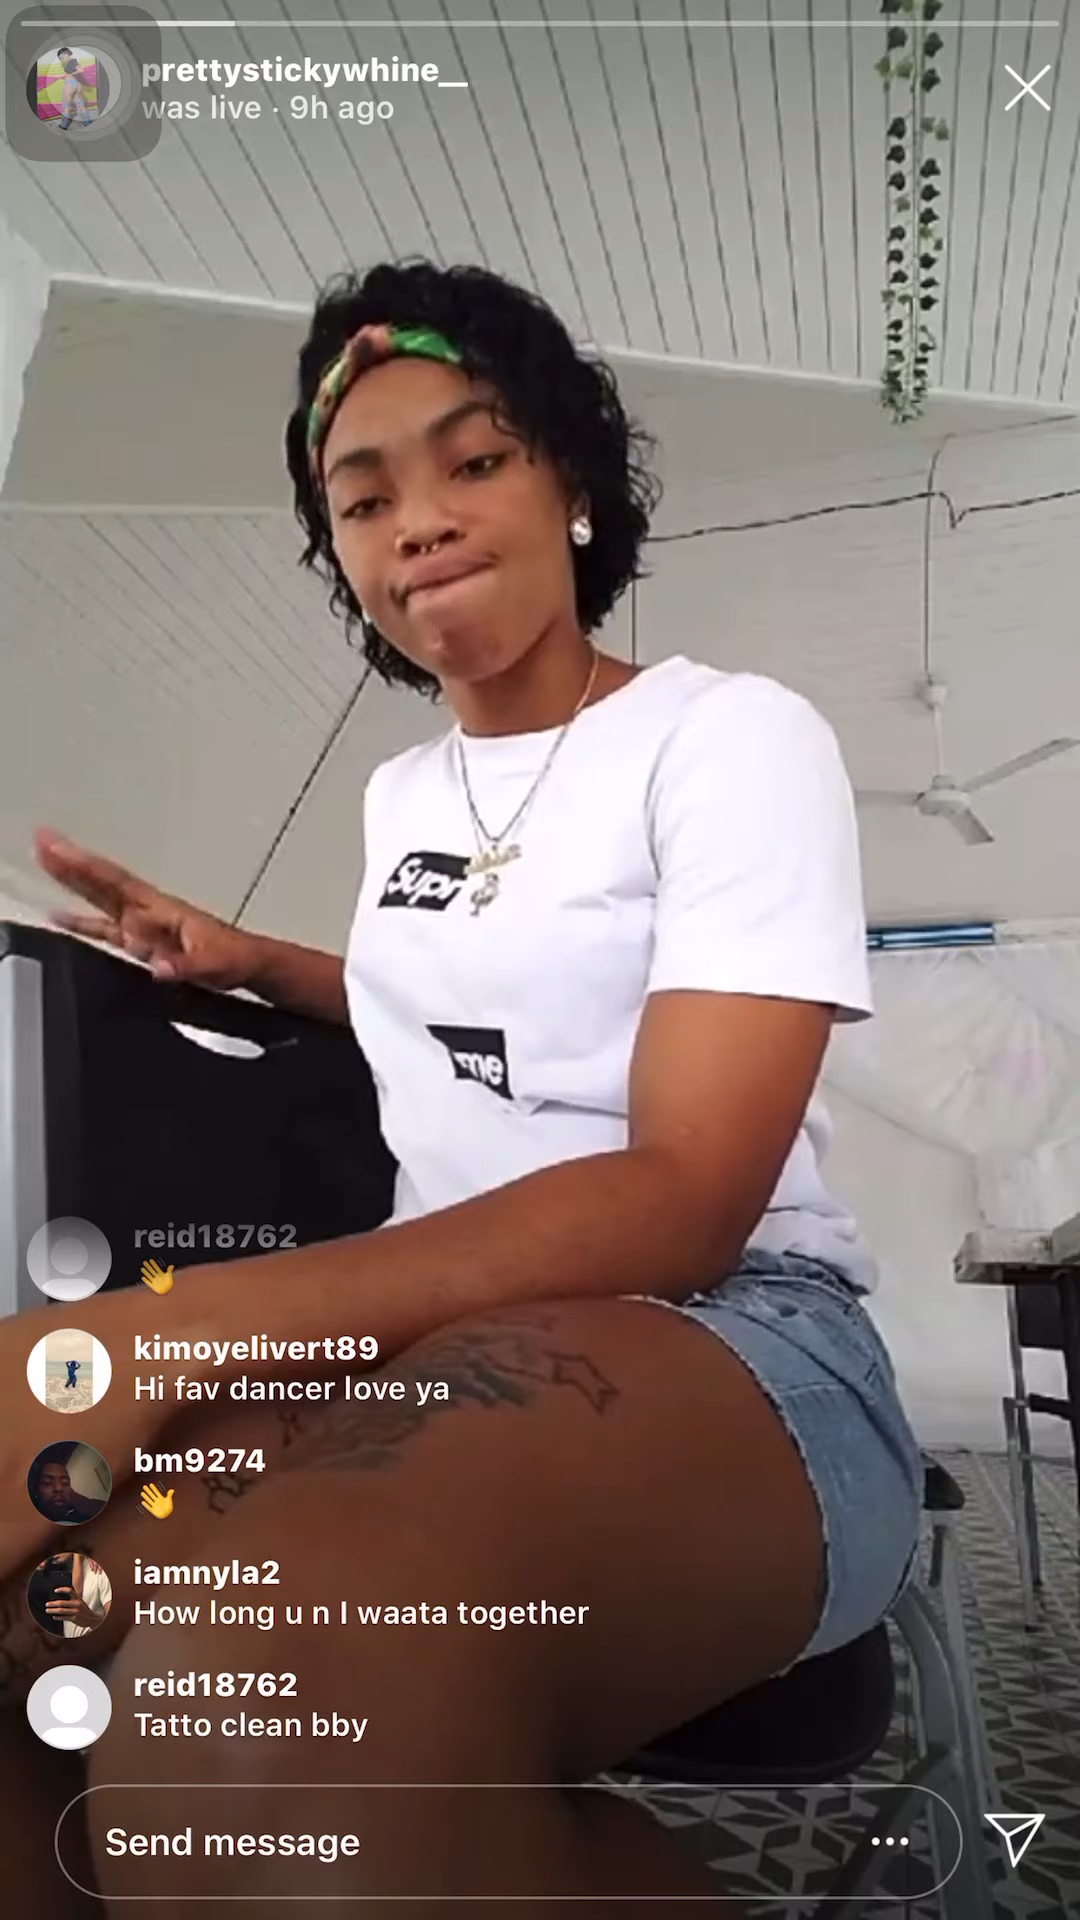 prettystickywhine__
was live · 9h ago
Supr
me
reid18762
👋
kimoyelivert89
Hi fav dancer love ya
bm9274
👋
iamnyla2
How long u n I waata together
reid18762
Tatto clean bby
Send message